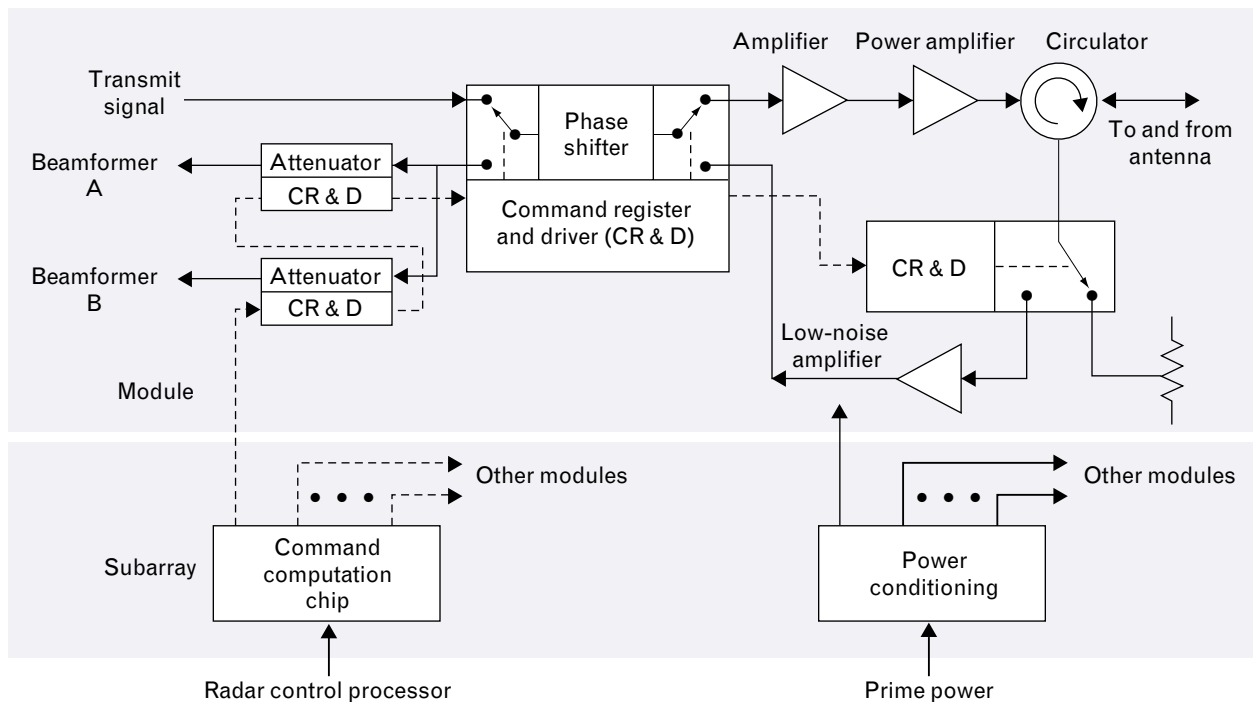 Amplifier
Power amplifier
Circulator
Transmit
signal
Phase
shifter
To and from
antenna
Beamformer
A
Attenuator
CR & D
Command register
and driver (CR & D)
Beamformer
B
Attenuator
CR & D
CR & D
Low-noise
amplifier
Module
Other modules
Other modules
Subarray
Command
computation
chip
Power
conditioning
Radar control processor
Prime power